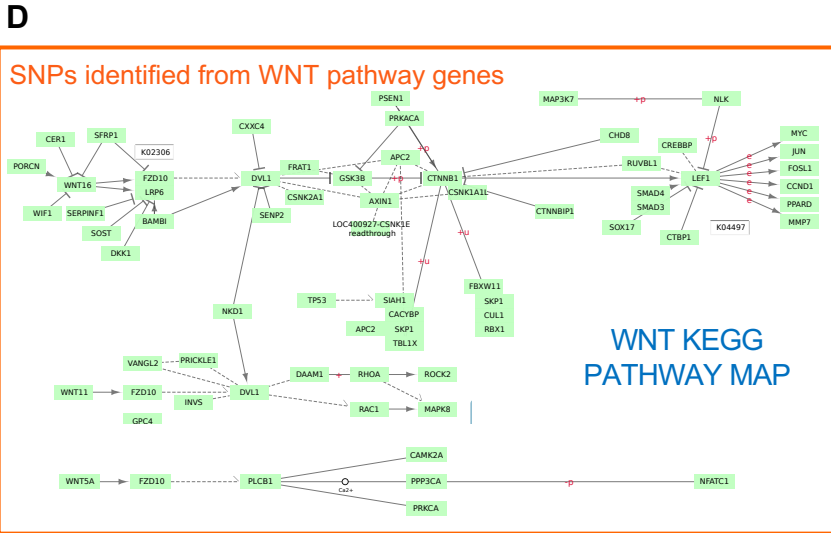 D
SNPs identified from WNT pathway genes
PSEN1
MAP3K7
+p
NLK
PRKACA
CXXC4
CER1
SFRP1
K02306
+p
+p
CHD8
MYC
CREBBP
JUN
e
APC2
PORCN
FRAT1
RUVBL1
FOSL1
e
WNT16
FZD10
DVL1
GSK3B
+p
CTNNB1
LEF1
e
LRP6
CSNK2A1
CSNK1A1L
SMAD4
CCND1
e
AXIN1
SMAD3
PPARD
e
WIF1
SERPINF1
BAMBI
SENP2
CTNNBIP1
MMP7
e
SOST
LOC400927-CSNK1E
readthrough
SOX17
K04497
CTBP1
DKK1
+u
+u
FBXW11
TP53
SIAH1
SKP1
NKD1
CACYBP
CUL1
APC2
SKP1
RBX1
TBL1X
WNT KEGG
PATHWAY MAP
VANGL2
PRICKLE1
DAAM1
+
RHOA
ROCK2
WNT11
FZD10
DVL1
INVS
RAC1
MAPK8
GPC4
CAMK2A
WNT5A
FZD10
PLCB1
PPP3CA
-p
NFATC1
Ca2+
PRKCA